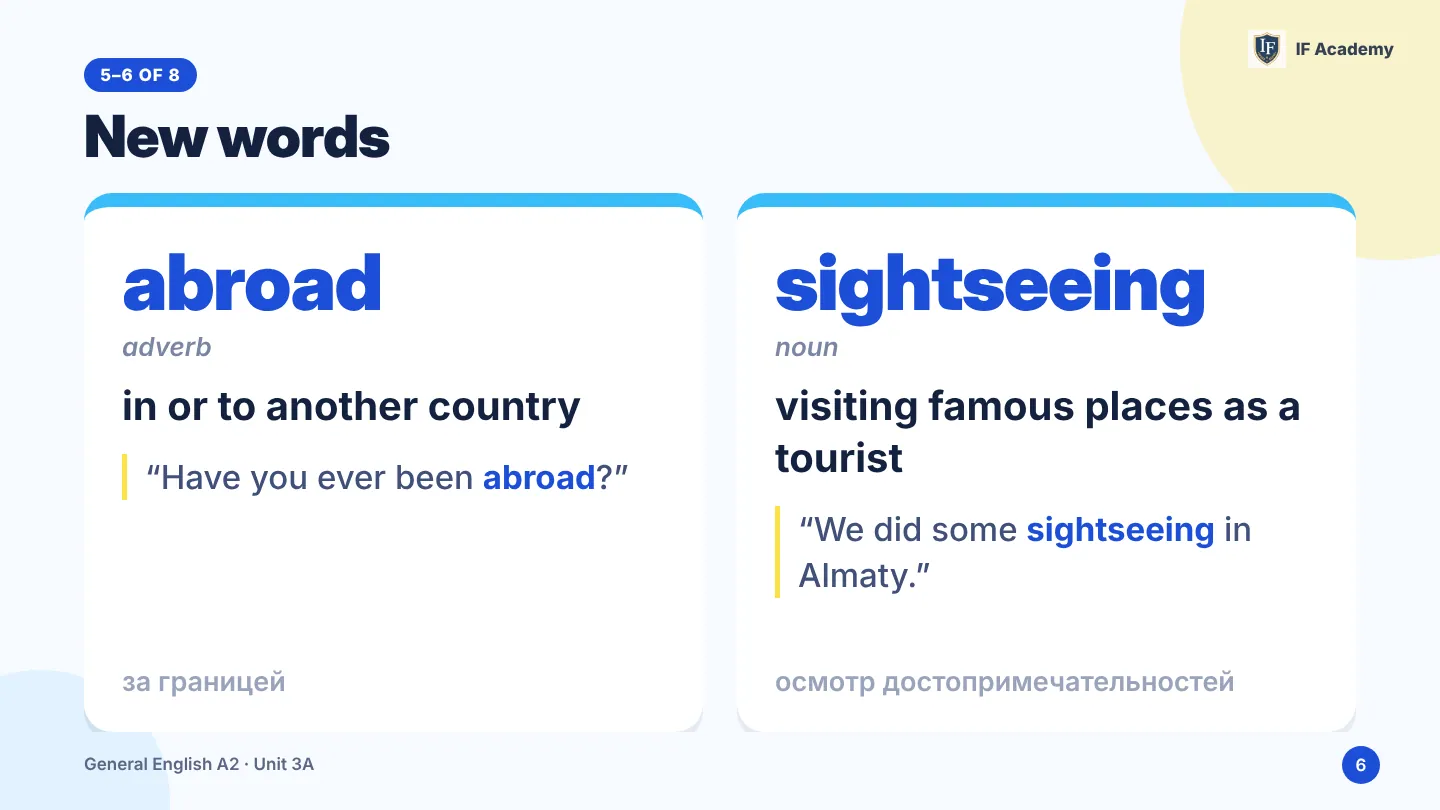 IF
IF Academy
5–6 OF 8
New words
abroad
adverb
in or to another country
“Have you ever been abroad?”
за границей
sightseeing
noun
visiting famous places as a
tourist
“We did some sightseeing in
Almaty.”
осмотр достопримечательностей
General English A2 · Unit 3A
6